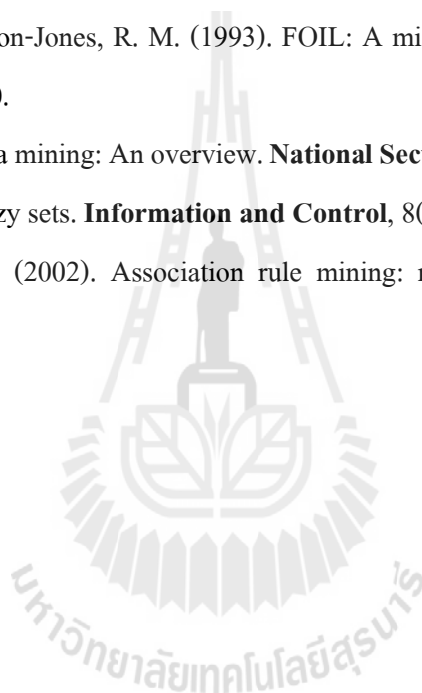 on-Jones, R. M. (1993). FOIL: A mi
).
a mining: An overview. National Sec
zy sets. Information and Control, 80
(2002). Association rule mining: r
มหาวิทยาลัยเทคโนโลยีสุรนารี